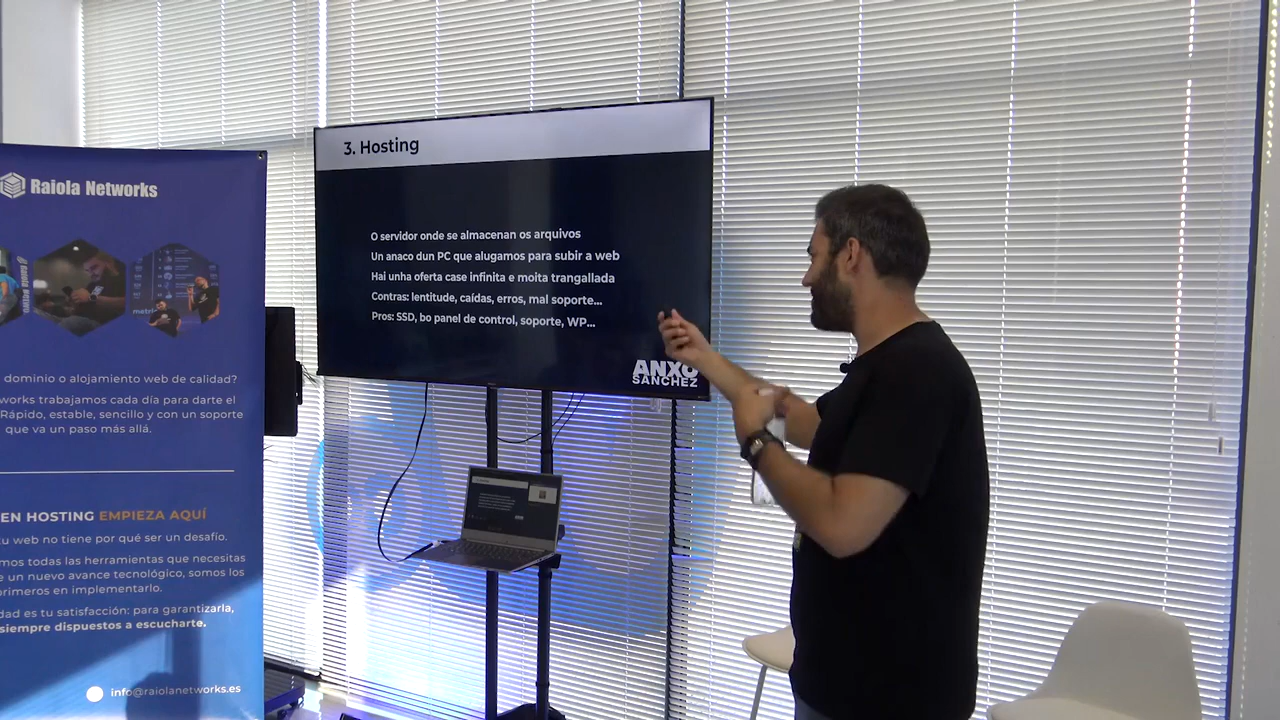 Raiola Networks
dominio o alojamiento web de calidad?
works trabajamos cada día para darte el
Rápido, estable, sencillo y con un soporte
que va un paso más allá.
EN HOSTING EMPIEZA AQUÍ
tu web no tiene por qué ser un desafío.
mos todas las herramientas que necesitas
e un nuevo avance tecnológico, somos los
primeros en implementarlo.
dad es tu satisfacción: para garantizarla,
siempre dispuestos a escucharte.
info@raiolanetworks.es
3. Hosting
O servidor onde se almacenan os arquivos
Un anaco dun PC que alugamos para subir a web
Hai unha oferta case infinita e moita trangallada
Contras: lentitude, caídas, erros, mal soporte...
Pros: SSD, bo panel de control, soporte, WP...
ANXO
SÁNCHEZ